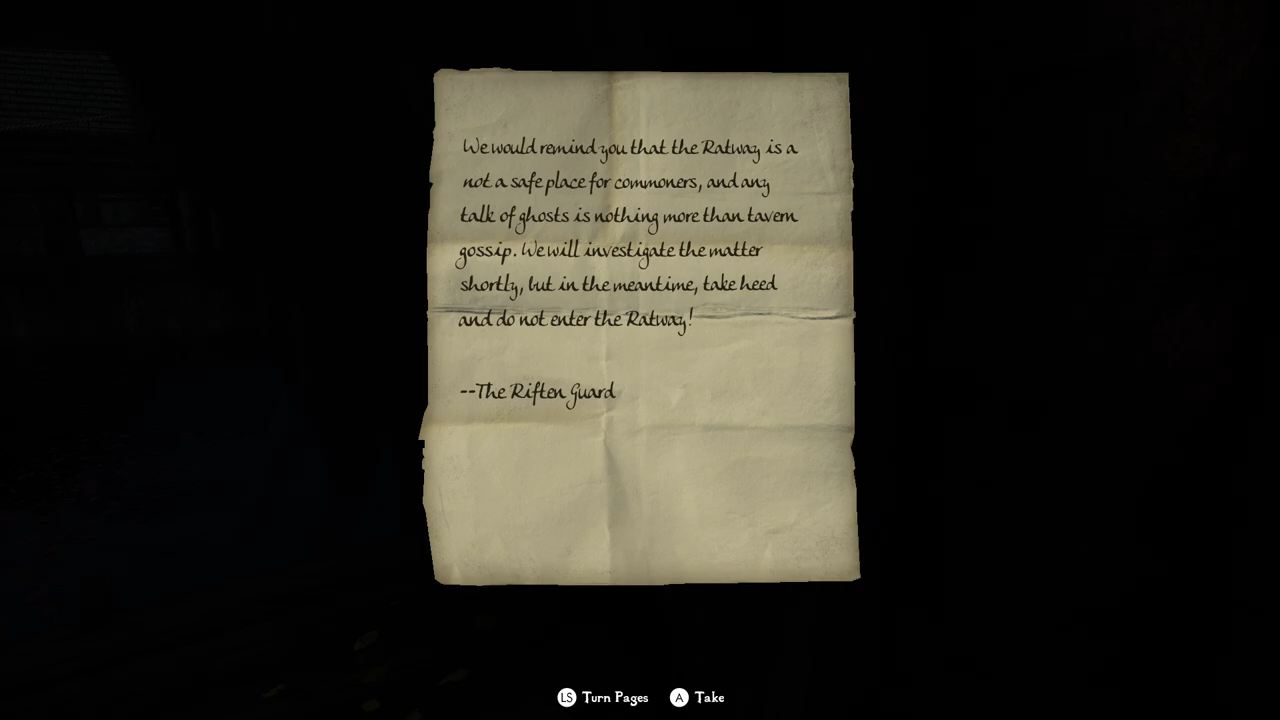 We would remind you that the Ratway is a
not a safe place for commoners, and any
talk of ghosts is nothing more than tavern
gossip. We will investigate the matter
shortly, but in the meantime, take heed
and do not enter the Ratway!
--The Riften Guard
LS Turn Pages A Take